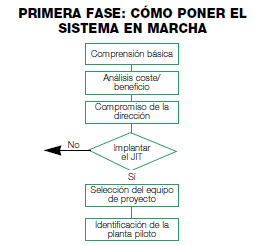 PRIMERA FASE: CÓMO PONER EL
SISTEMA EN MARCHA
Comprensión básica
Análisis coste/
beneficio
Compromiso de la
dirección
No
Implantar
el JIT
Sí
Selección del equipo
de proyecto
Identificación de la
planta piloto